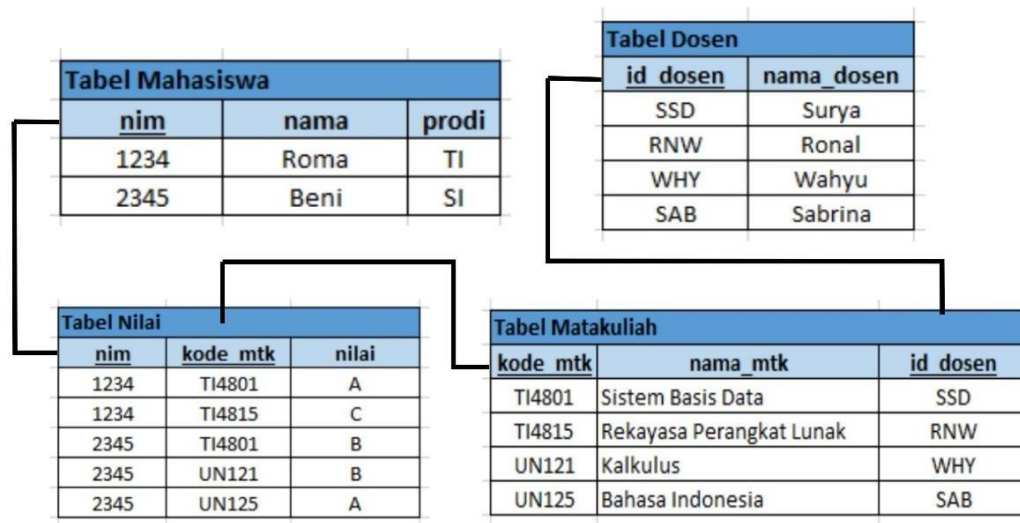 Tabel Mahasiswa
nim nama prodi
1234 Roma TI
2345 Beni SI
Tabel Dosen
id_dosen nama_dosen
SSD Surya
RNW Ronal
WHY Wahyu
SAB Sabrina
Tabel Nilai
nim kode_mtk nilai
1234 TI4801 A
1234 TI4815 C
2345 TI4801 B
2345 UN121 B
2345 UN125 A
Tabel Matakuliah
kode_mtk nama_mtk id_dosen
TI4801 Sistem Basis Data SSD
TI4815 Rekayasa Perangkat Lunak RNW
UN121 Kalkulus WHY
UN125 Bahasa Indonesia SAB